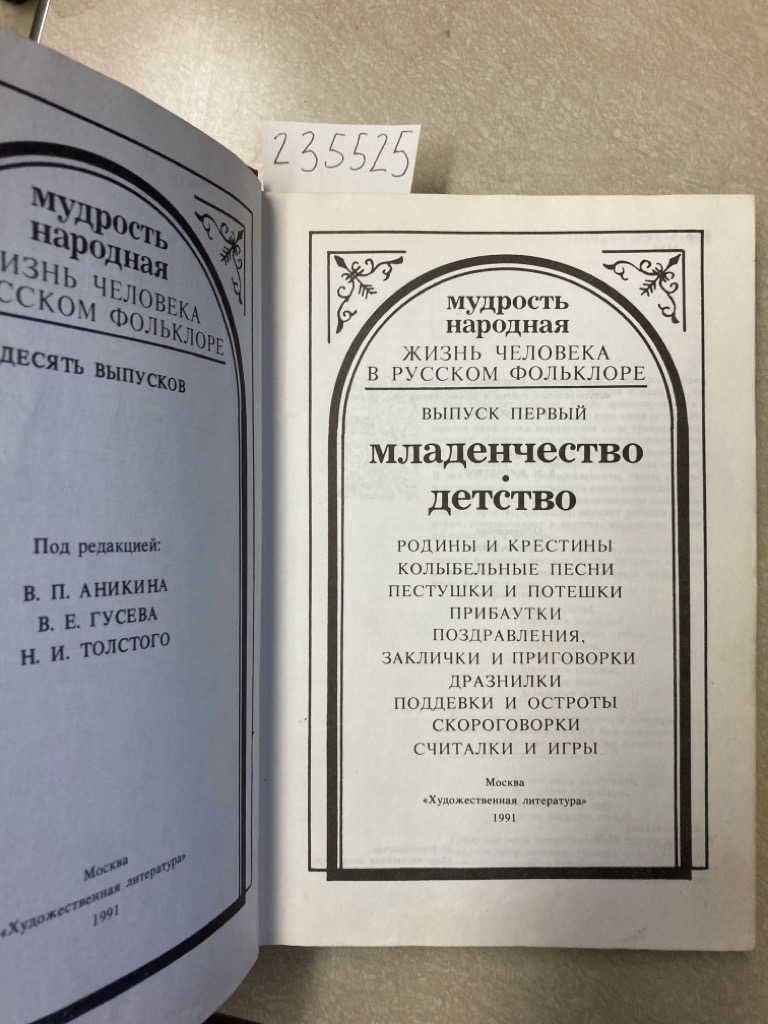 235525
мудрость
народная
ЧЕЛОВЕКА
ФОЛЬКЛОРЕ
ДЕСЯТЬ ВЫПУСКОВ
Под редакцией:
В. П. АНИКИНА
В. Е. ГУСЕВА
Н. И. ТОЛСТОГО
Москва
«Художественная литература»
1991
мудрость
народная
ЖИЗНЬ ЧЕЛОВЕКА
В РУССКОМ ФОЛЬКЛОРЕ
ВЫПУСК ПЕРВЫЙ
младенчество
·
детство
РОДИНЫ И КРЕСТИНЫ
КОЛЫБЕЛЬНЫЕ ПЕСНИ
ПЕСТУШКИ И ПОТЕШКИ
ПРИБАУТКИ
ПОЗДРАВЛЕНИЯ,
ЗАКЛИЧКИ И ПРИГОВОРКИ
ДРАЗНИЛКИ
ПОДДЕВКИ И ОСТРОТЫ
СКОРОГОВОРКИ
СЧИТАЛКИ И ИГРЫ
Москва
«Художественная литература»
1991